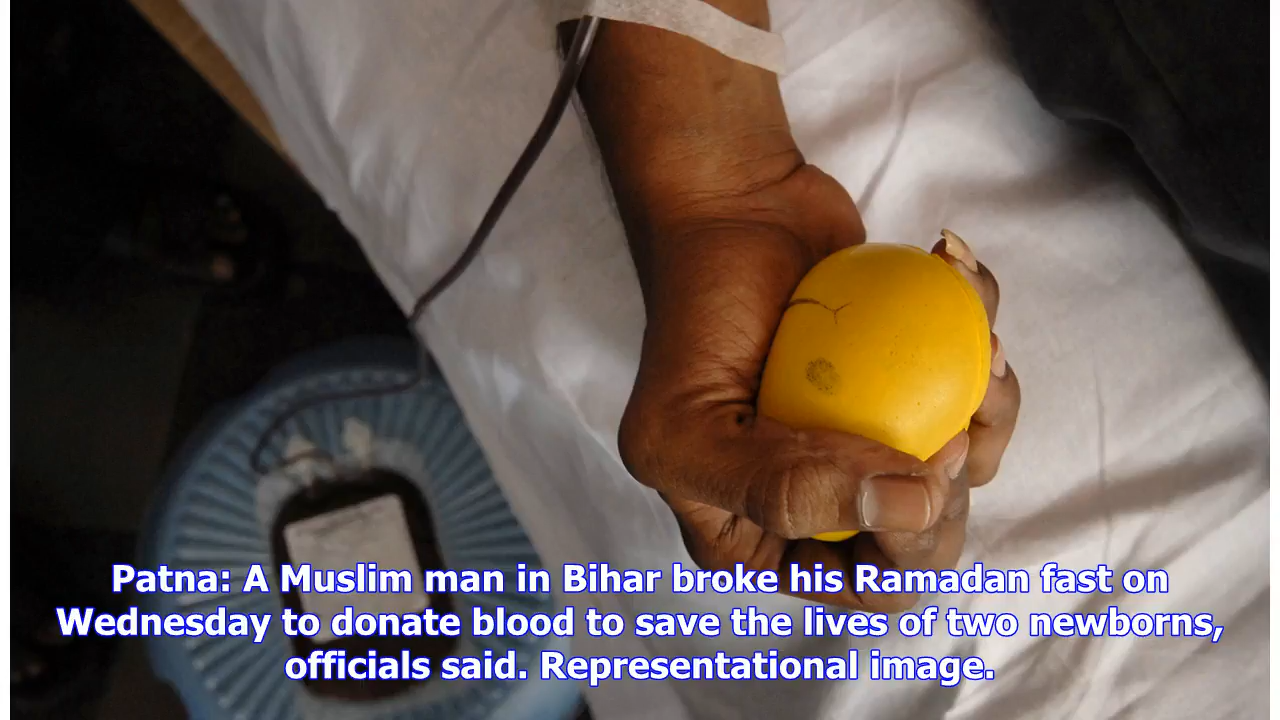 Patna: A Muslim man in Bihar broke his Ramadan fast on
Wednesday to donate blood to save the lives of two newborns,
officials said. Representational image.